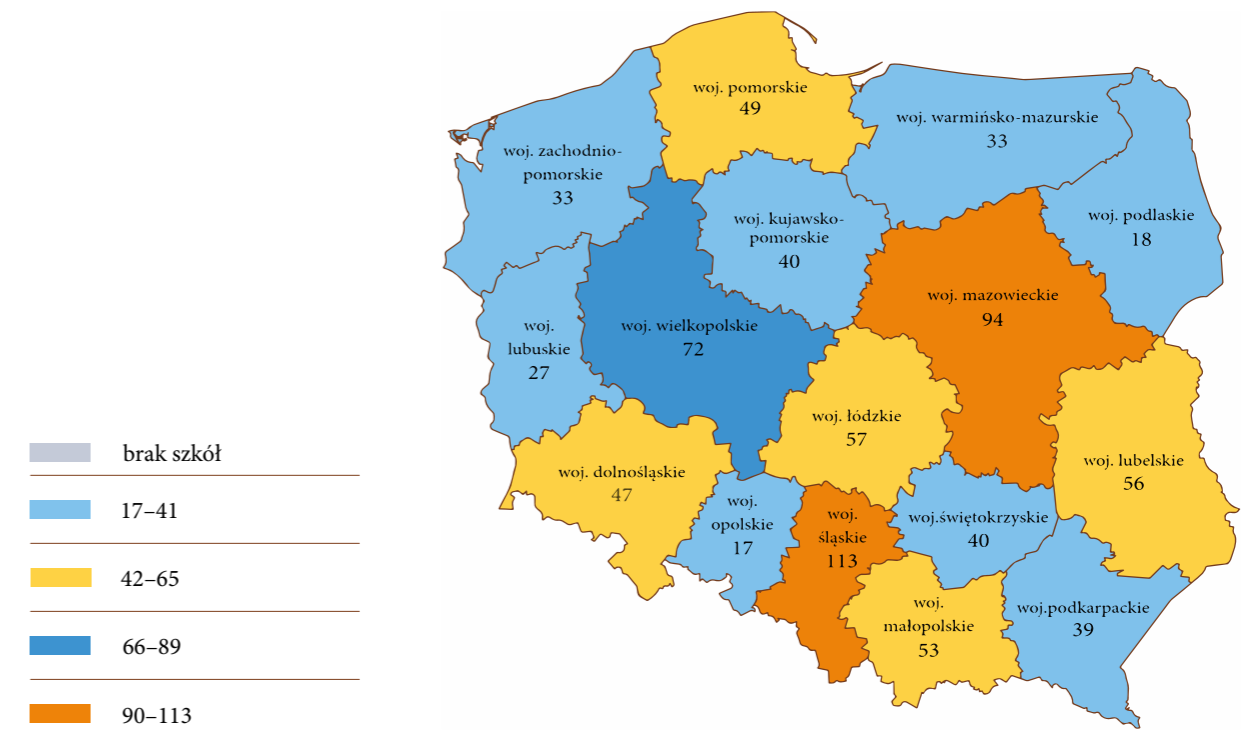 woj. pomorskie
49
woj. warmińsko-mazurskie
33
woj. zachodnio-
pomorskie
33
woj. kujawsko-
pomorskie
40
woj. podlaskie
18
woj. mazowieckie
94
woj.
lubuskie
27
woj. wielkopolskie
72
woj. łódzkie
57
woj. lubelskie
56
woj. dolnośląskie
47
woj.
opolskie
17
woj.
śląskie
113
woj.świętokrzyskie
40
woj.
małopolskie
53
woj.podkarpackie
39
brak szkół
17–41
42–65
66–89
90–113